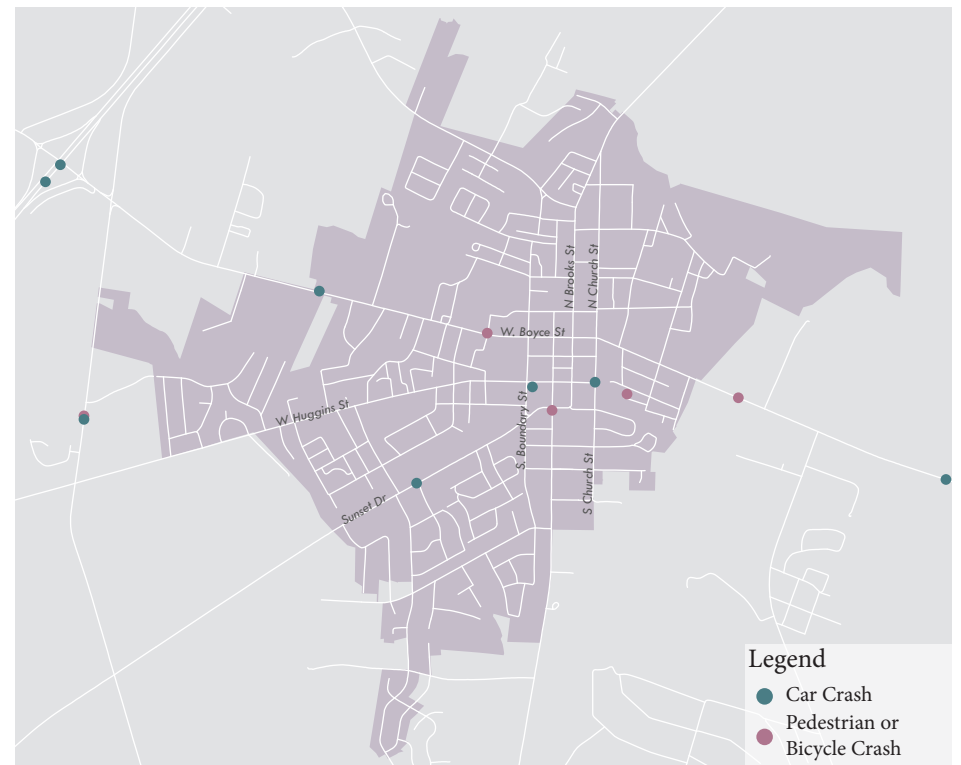 N Brooks St
N Church St
W. Boyce St
W Huggins St
S. Boundary St
S Church St
Sunset Dr
Legend
Car Crash
Pedestrian or
Bicycle Crash